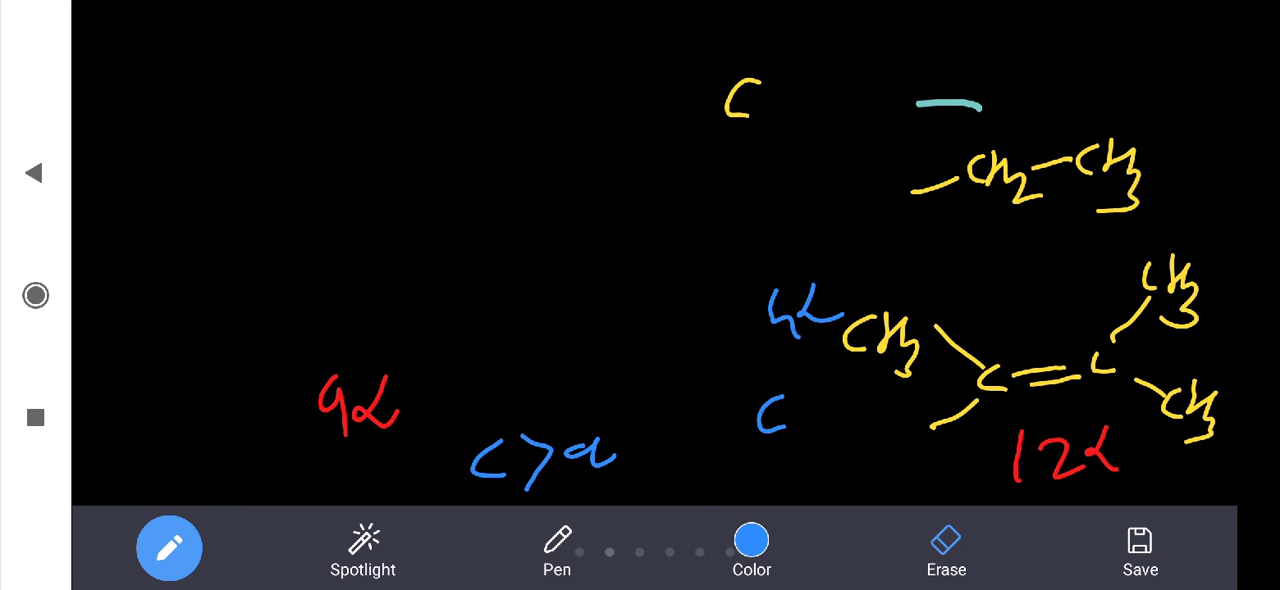 C
CH2-CH3
CH3
4α CH3
C=C
CH3
9α
C
C>a
12α
Spotlight
Pen
Color
Erase
Save